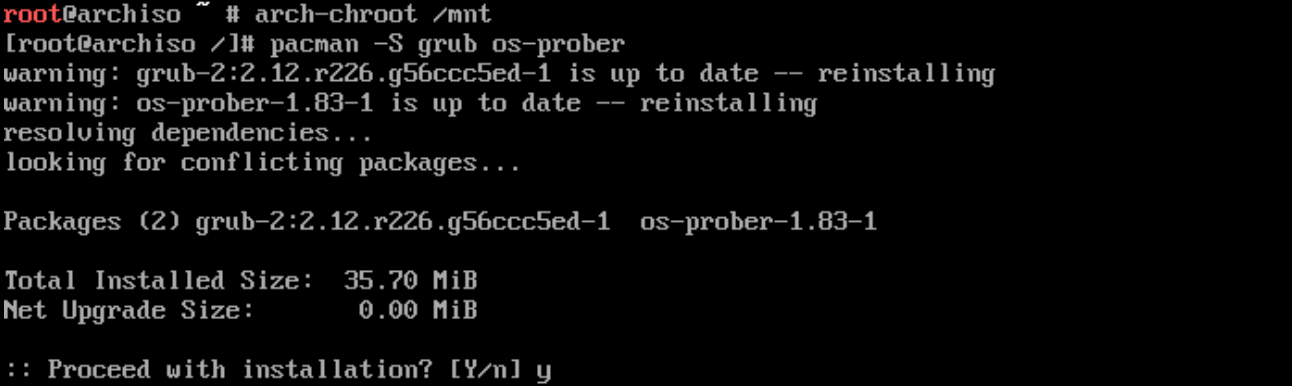 root@archiso ~ # arch-chroot /mnt
[root@archiso /]# pacman -S grub os-prober
warning: grub-2:2.12.r226.g56ccc5ed-1 is up to date -- reinstalling
warning: os-prober-1.83-1 is up to date -- reinstalling
resolving dependencies...
looking for conflicting packages...
Packages (2) grub-2:2.12.r226.g56ccc5ed-1  os-prober-1.83-1
Total Installed Size:  35.70 MiB
Net Upgrade Size:       0.00 MiB
:: Proceed with installation? [Y/n] y